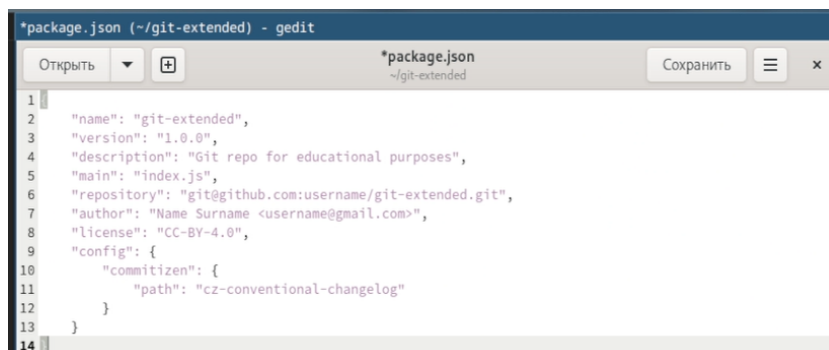 *package.json (~/git-extended) - gedit
Открыть
*package.json
~/git-extended
Сохранить
1 {
2 "name": "git-extended",
3 "version": "1.0.0",
4 "description": "Git repo for educational purposes",
5 "main": "index.js",
6 "repository": "git@github.com:username/git-extended.git",
7 "author": "Name Surname <username@gmail.com>",
8 "license": "CC-BY-4.0",
9 "config": {
10 "commitizen": {
11 "path": "cz-conventional-changelog"
12 }
13 }
14 }